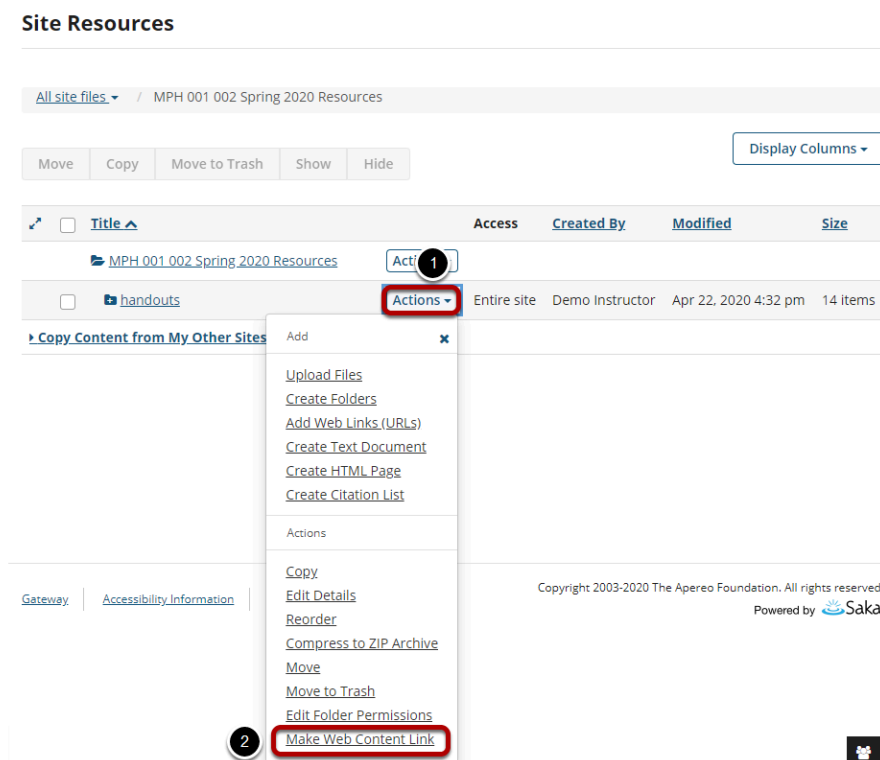 Site Resources
All site files / MPH 001 002 Spring 2020 Resources
Move Copy Move to Trash Show Hide
Display Columns
Title Access Created By Modified Size
MPH 001 002 Spring 2020 Resources
1
handouts Actions Entire site Demo Instructor Apr 22, 2020 4:32 pm 14 items
Copy Content from My Other Sites
Add
Upload Files
Create Folders
Add Web Links (URLs)
Create Text Document
Create HTML Page
Create Citation List
Actions
Copy
Edit Details
Reorder
Compress to ZIP Archive
Move
Move to Trash
Edit Folder Permissions
2 Make Web Content Link
Gateway Accessibility Information
Copyright 2003-2020 The Apereo Foundation. All rights reserved
Powered by Saka